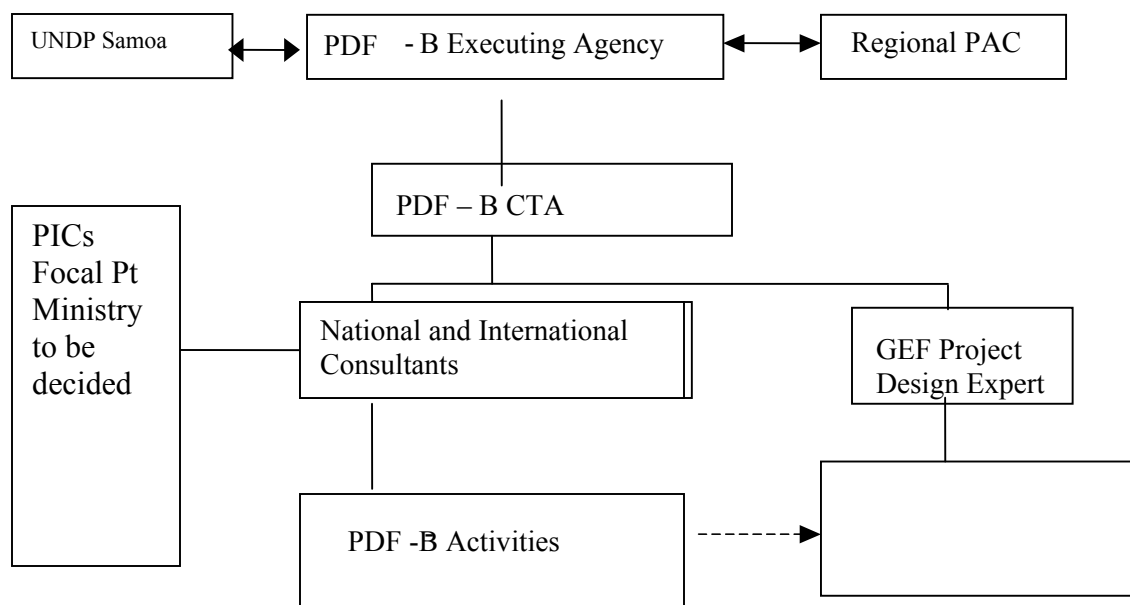 UNDP Samoa
PDF - B Executing Agency
Regional PAC
PDF – B CTA
PICs
Focal Pt
Ministry
to be
decided
National and International
Consultants
GEF Project
Design Expert
PDF -B Activities